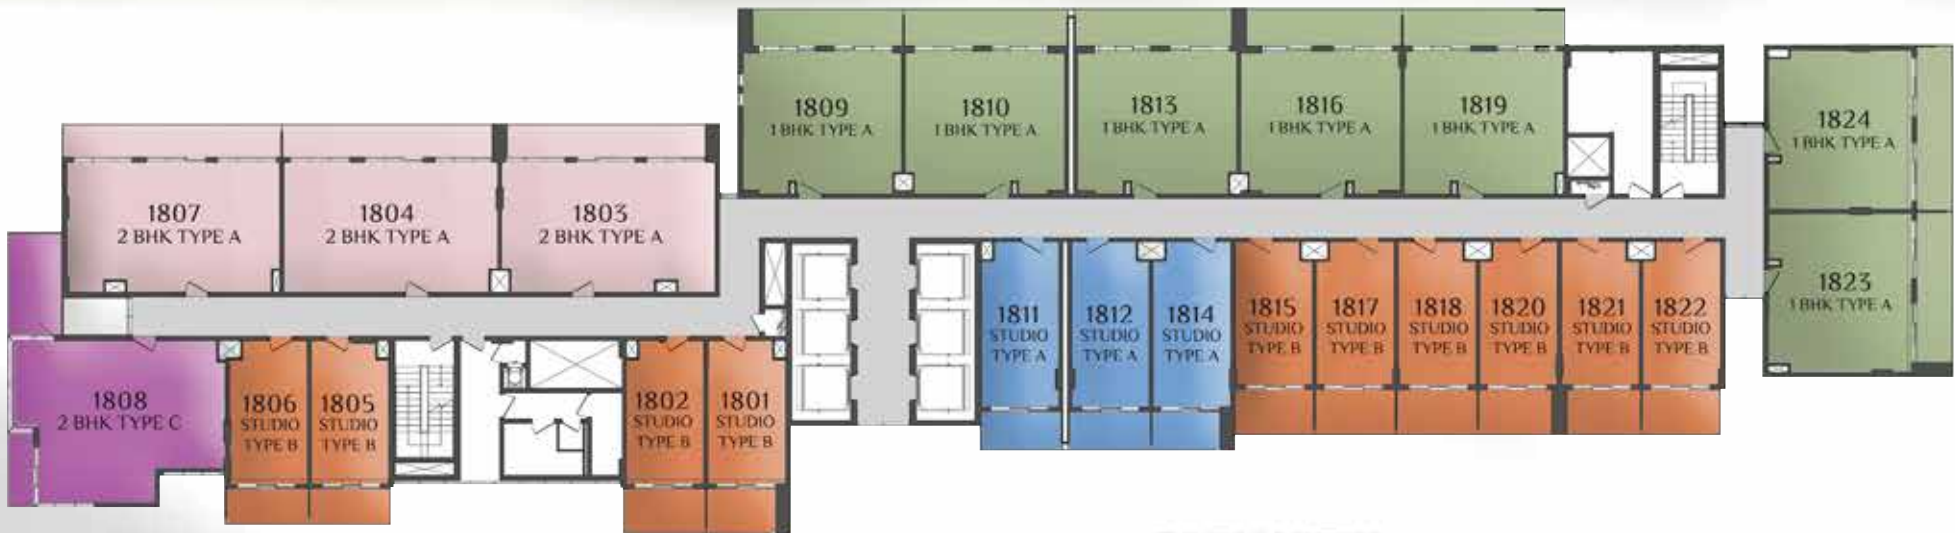 1809
1 BHK TYPE A
1810
1 BHK TYPE A
1813
1 BHK TYPE A
1816
1 BHK TYPE A
1819
1 BHK TYPE A
1824
1 BHK TYPE A
1807
2 BHK TYPE A
1804
2 BHK TYPE A
1803
2 BHK TYPE A
1823
1 BHK TYPE A
1811
STUDIO
TYPE A
1812
STUDIO
TYPE A
1814
STUDIO
TYPE A
1815
STUDIO
TYPE B
1817
STUDIO
TYPE B
1818
STUDIO
TYPE B
1820
STUDIO
TYPE B
1821
STUDIO
TYPE B
1822
STUDIO
TYPE B
1808
2 BHK TYPE C
1806
STUDIO
TYPE B
1805
STUDIO
TYPE B
1802
STUDIO
TYPE B
1801
STUDIO
TYPE B